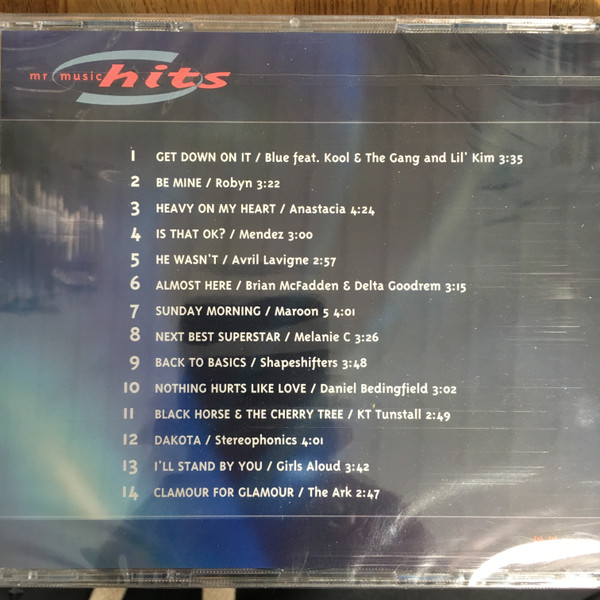 mr music hits
1 GET DOWN ON IT / Blue feat. Kool & The Gang and Lil' Kim 3:35
2 BE MINE / Robyn 3:22
3 HEAVY ON MY HEART / Anastacia 4:24
4 IS THAT OK? / Mendez 3:00
5 HE WASN'T / Avril Lavigne 2:57
6 ALMOST HERE / Brian McFadden & Delta Goodrem 3:15
7 SUNDAY MORNING / Maroon 5 4:01
8 NEXT BEST SUPERSTAR / Melanie C 3:26
9 BACK TO BASICS / Shapeshifters 3:48
10 NOTHING HURTS LIKE LOVE / Daniel Bedingfield 3:02
11 BLACK HORSE & THE CHERRY TREE / KT Tunstall 2:49
12 DAKOTA / Stereophonics 4:01
13 I'LL STAND BY YOU / Girls Aloud 3:42
14 CLAMOUR FOR GLAMOUR / The Ark 2:47